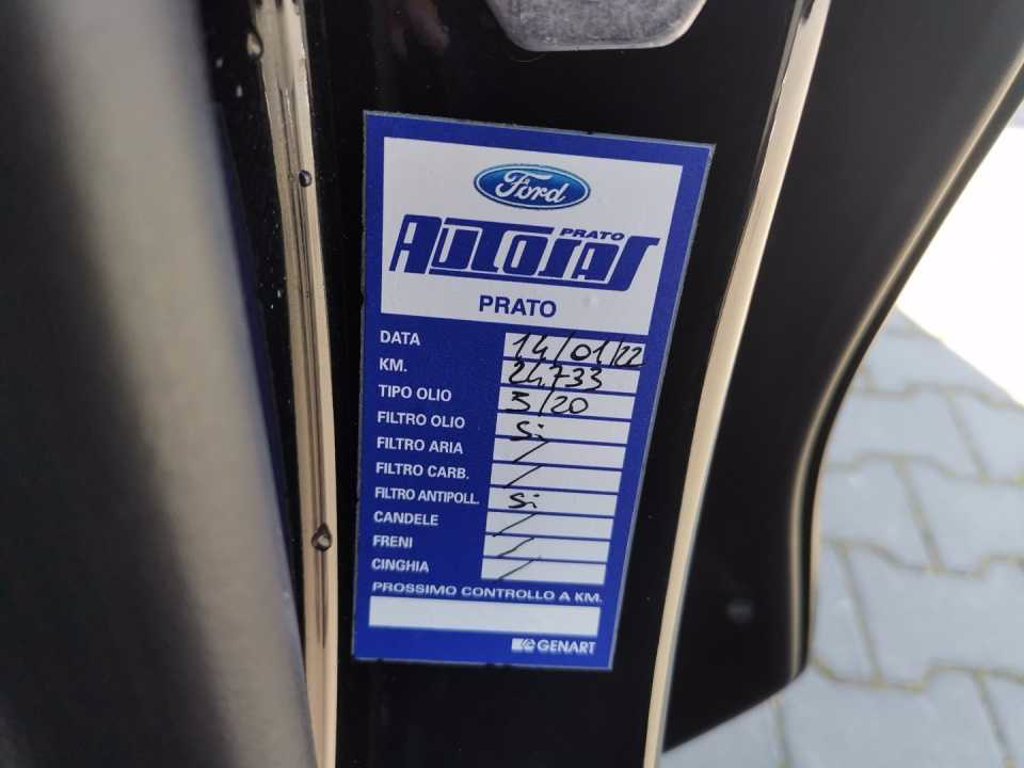 Ford
AUTOSAS PRATO
PRATO
DATA 14/01/22
KM. 24733
TIPO OLIO 5/20
FILTRO OLIO Si
FILTRO ARIA /
FILTRO CARB. /
FILTRO ANTIPOLL. Si
CANDELE /
FRENI /
CINGHIA /
PROSSIMO CONTROLLO A KM.
GENART